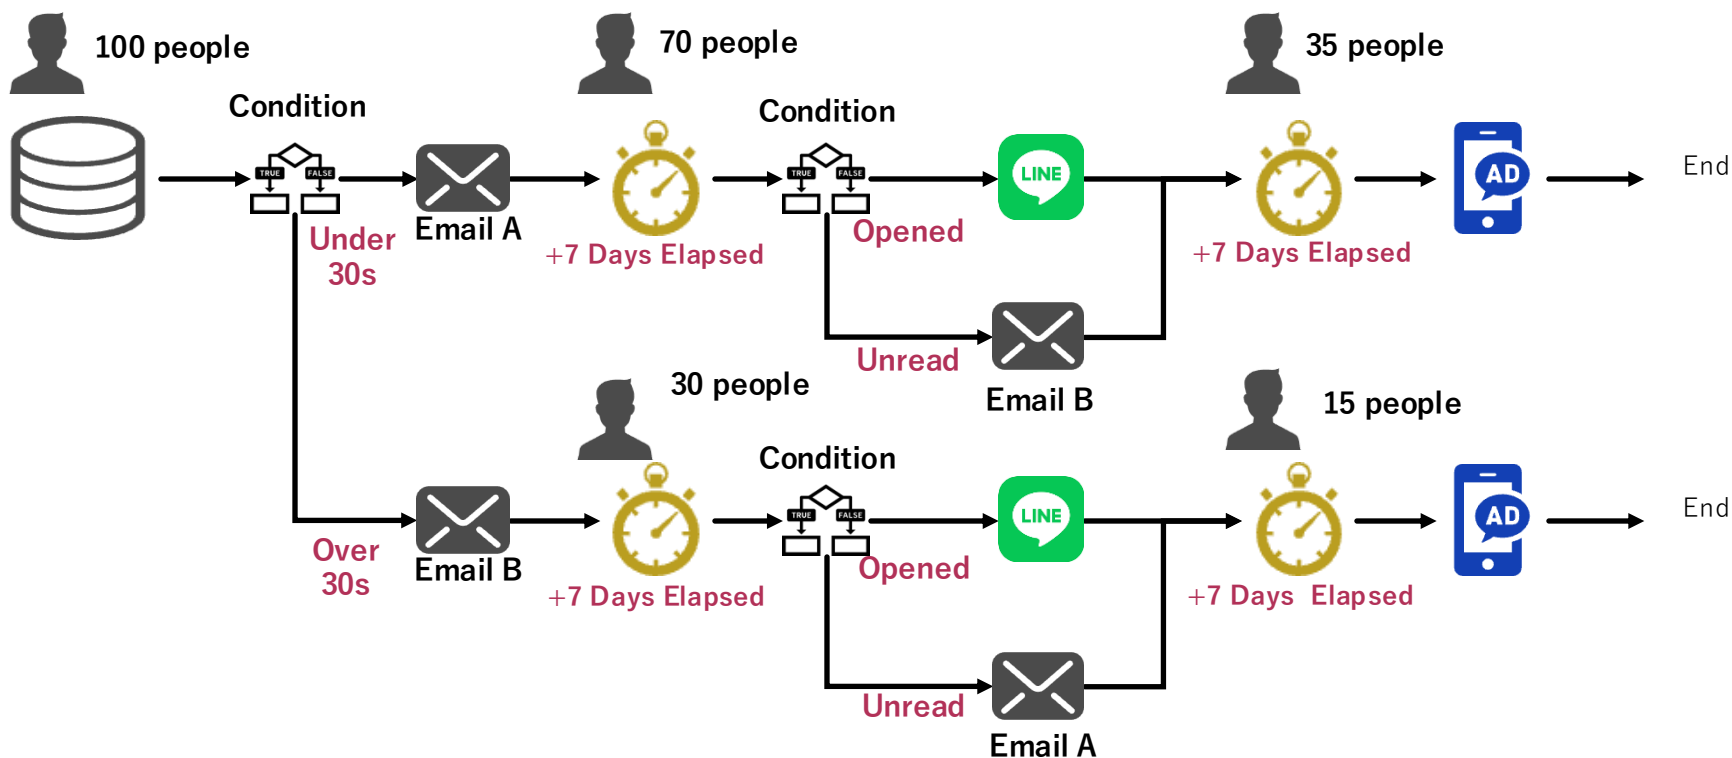 100 people
70 people
35 people
Condition
Condition
TRUE FALSE
TRUE FALSE
LINE
AD
End
Under
30s
Email A
Opened
+7 Days Elapsed
+7 Days Elapsed
Unread
Email B
30 people
15 people
Condition
TRUE FALSE
LINE
AD
End
Over
30s
Email B
Opened
+7 Days Elapsed
+7 Days  Elapsed
Unread
Email A